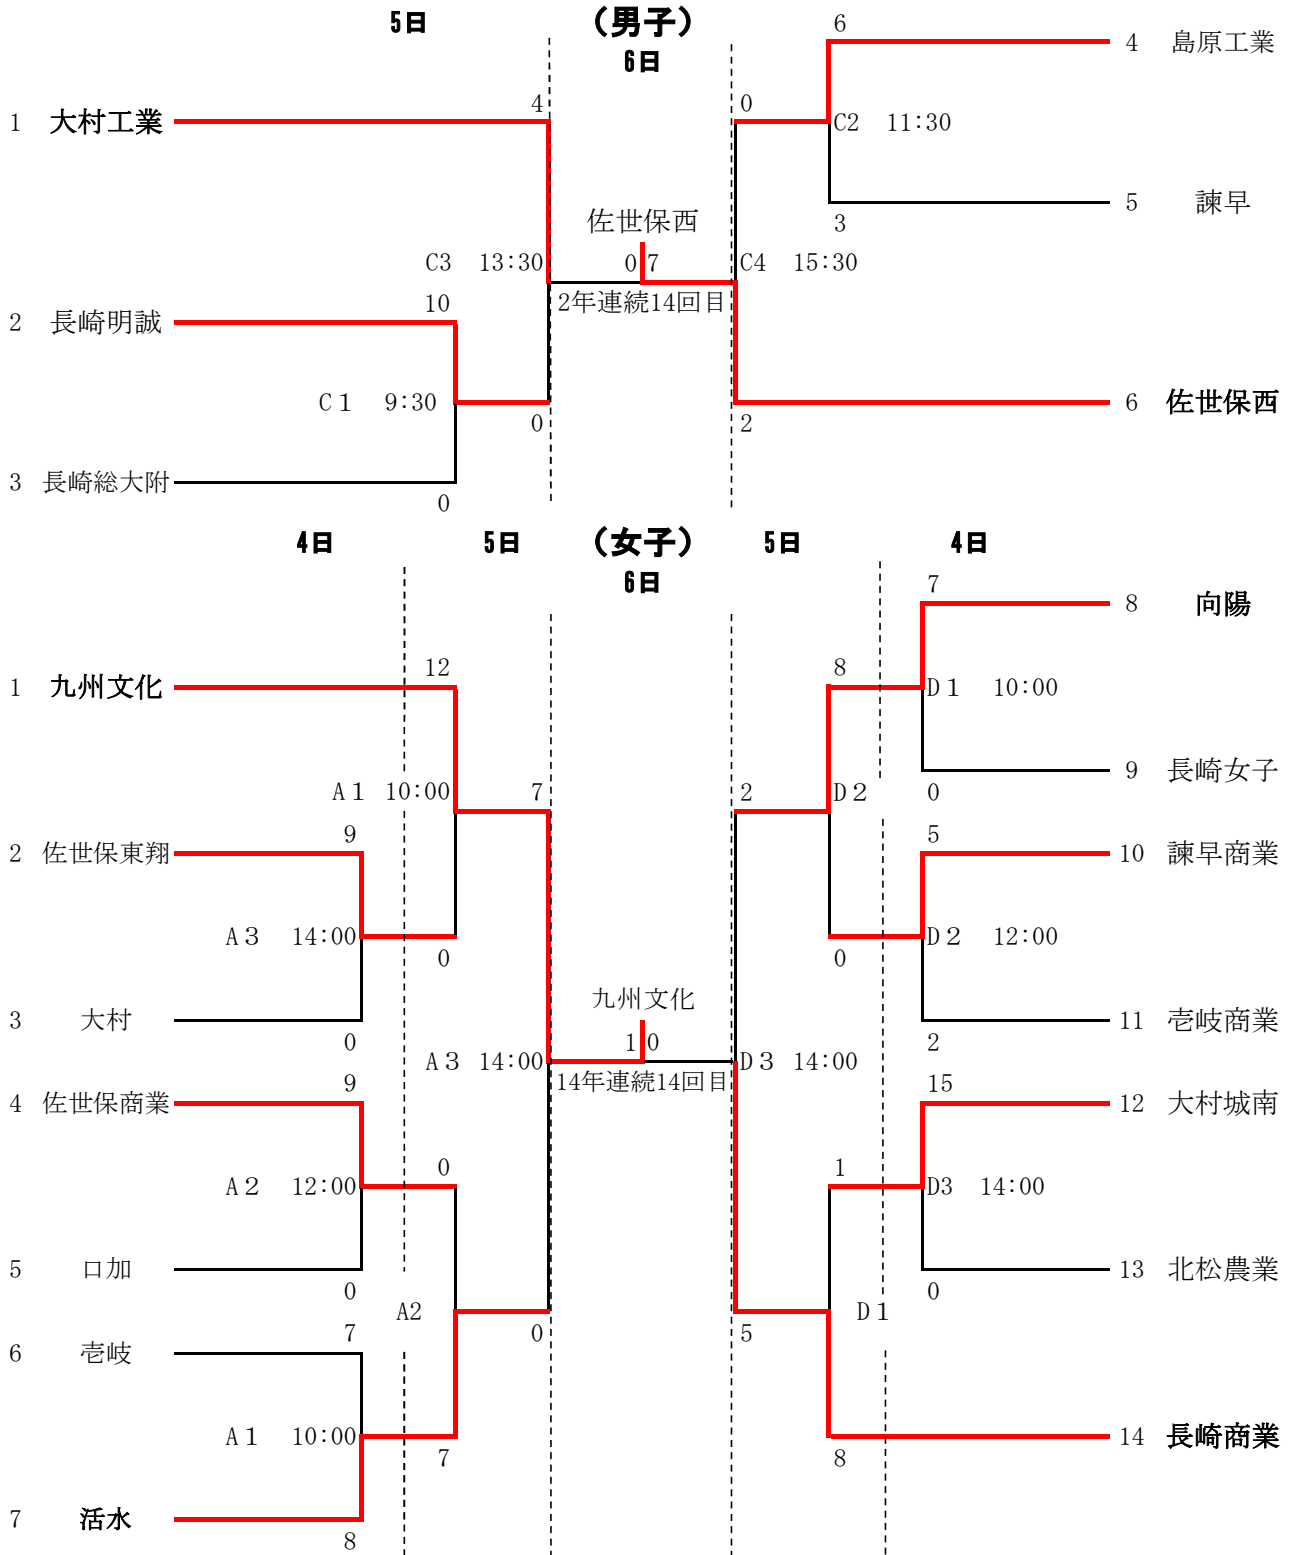 5日 （男子）
6日
6
4 島原工業
4 0
1 大村工業
C2 11:30
5 諫早
佐世保西 3
C3 13:30 0 7 C4 15:30
10 2年連続14回目
2 長崎明誠
C１ 9:30
6 佐世保西
0 2
3 長崎総大附
0
4日 5日 （女子） 5日 4日
6日
7
8 向陽
12 8
1 九州文化
D１ 10:00
9 長崎女子
A１ 10:00 7 2 D２ 0
9 5
2 佐世保東翔
10 諫早商業
A３ 14:00
D２ 12:00
0 0
九州文化
3 大村
11 壱岐商業
0 1 0 2
A３ 14:00 D３ 14:00
9 14年連続14回目 15
4 佐世保商業
12 大村城南
0 1
A２ 12:00
D3 14:00
5 口加
13 北松農業
0 0
A2 D１
7 0 5
6 壱岐
A１ 10:00
14 長崎商業
7 8
7 活水
8